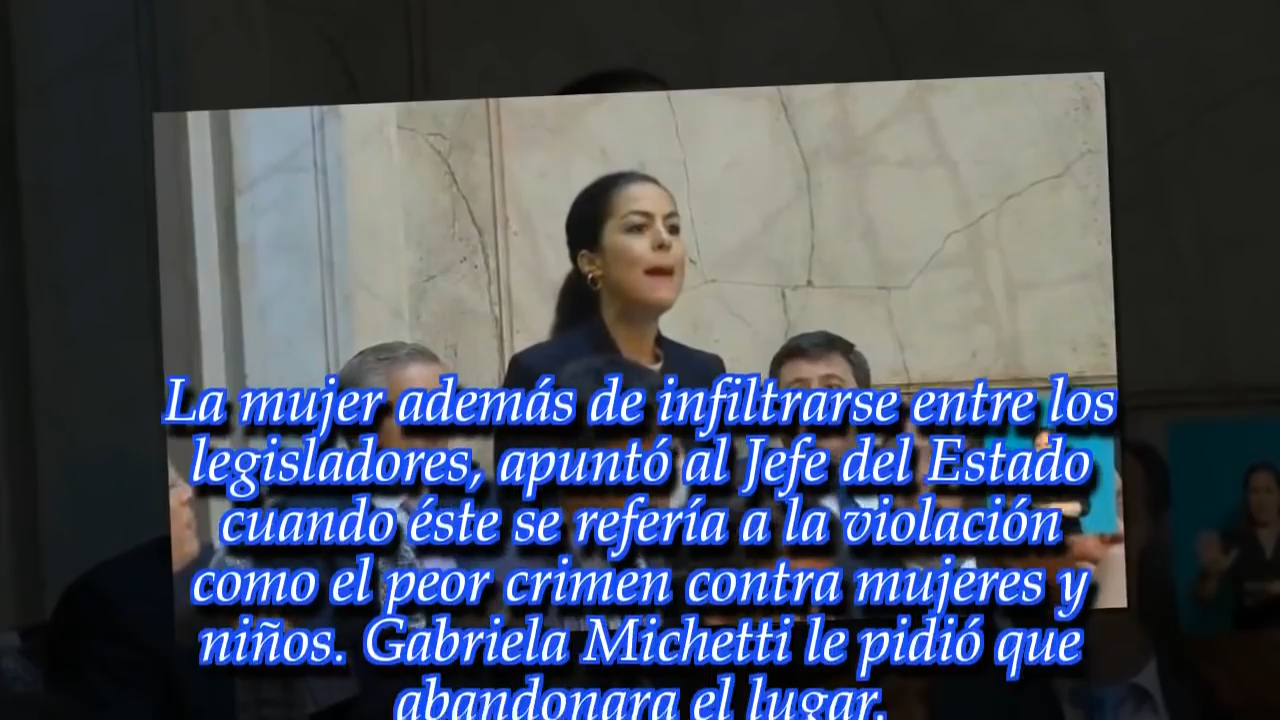 La mujer además de infiltrarse entre los
legisladores, apuntó al Jefe del Estado
cuando éste se refería a la violación
como el peor crimen contra mujeres y
niños. Gabriela Michetti le pidió que
abandonara el lugar.